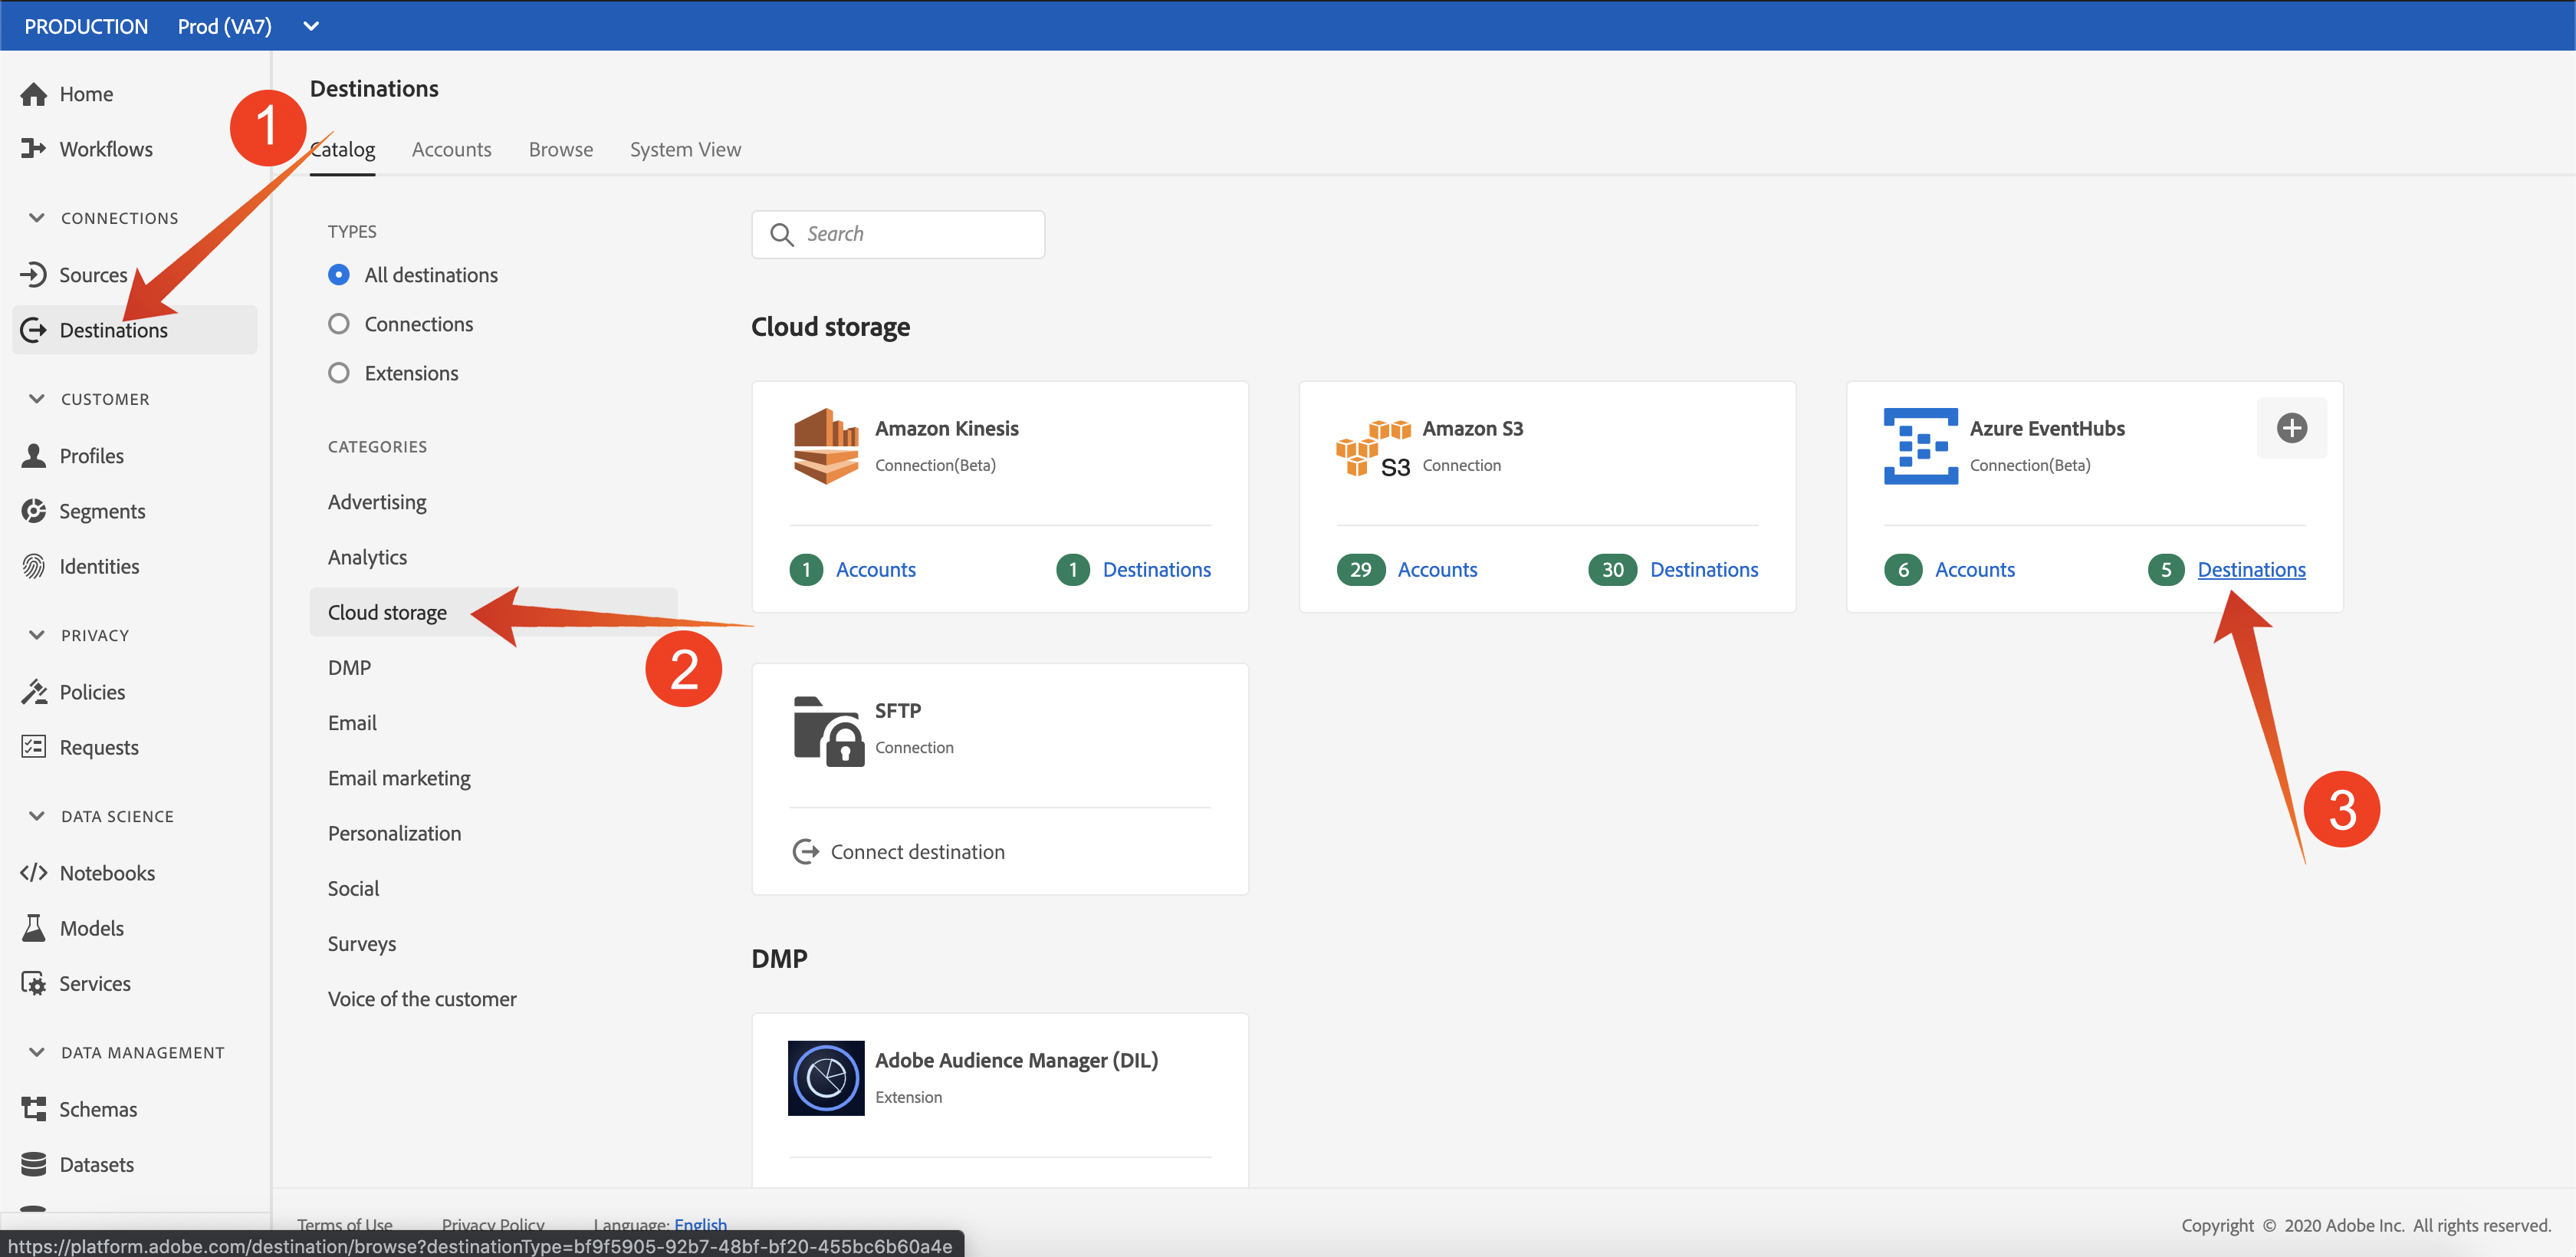 PRODUCTION Prod (VA7)
Home
Workflows
CONNECTIONS
Sources
Destinations
CUSTOMER
Profiles
Segments
Identities
PRIVACY
Policies
Requests
DATA SCIENCE
Notebooks
Models
Services
DATA MANAGEMENT
Schemas
Datasets
1
Destinations
Catalog Accounts Browse System View
TYPES
All destinations
Connections
Extensions
CATEGORIES
Advertising
Analytics
Cloud storage
2
DMP
Email
Email marketing
Personalization
Social
Surveys
Voice of the customer
Search
Cloud storage
Amazon Kinesis
Connection(Beta)
1 Accounts 1 Destinations
S3
Amazon S3
Connection
29 Accounts 30 Destinations
Azure EventHubs
Connection(Beta)
6 Accounts 5 Destinations
3
SFTP
Connection
Connect destination
DMP
Adobe Audience Manager (DIL)
Extension
Terms of Use Privacy Policy Language: English
Copyright © 2020 Adobe Inc. All rights reserved.
https://platform.adobe.com/destination/browse?destinationType=bf9f5905-92b7-48bf-bf20-455bc6b60a4e